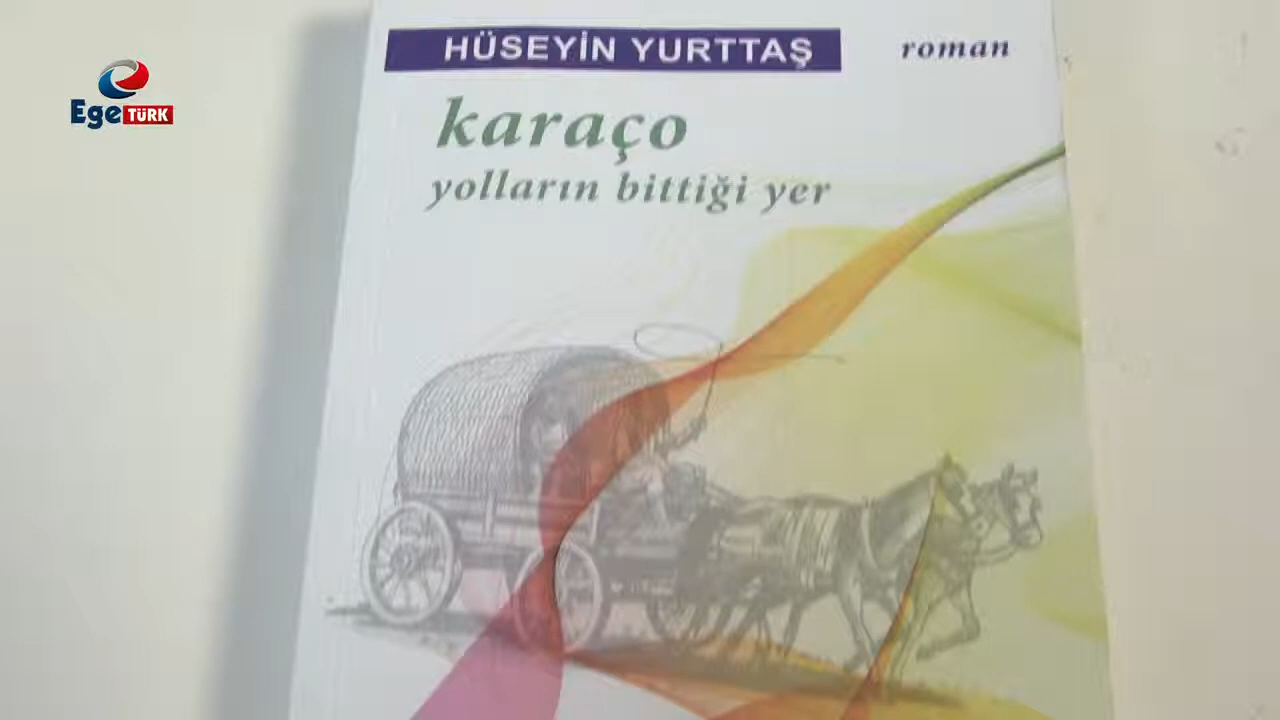 Ege TÜRK
HÜSEYİN YURTTAŞ
roman
karaço
yolların bittiği yer